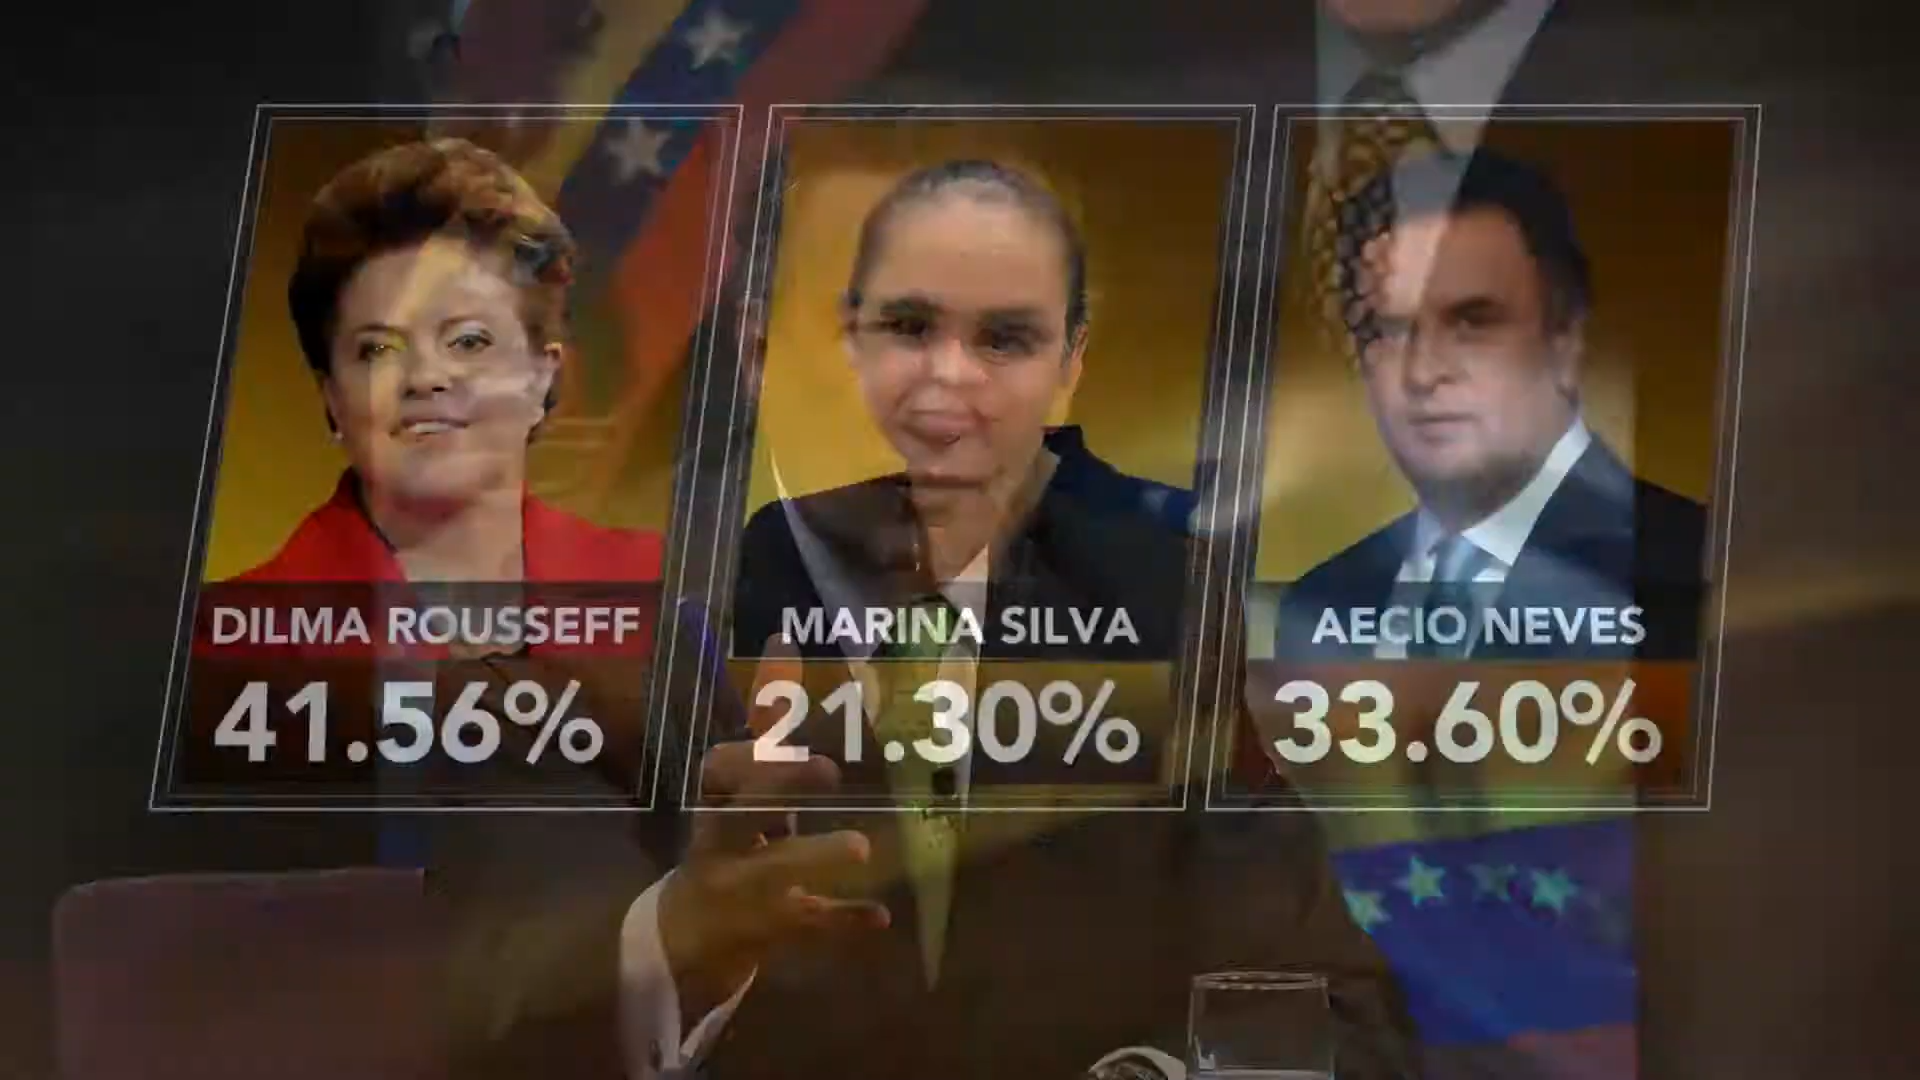 DILMA ROUSSEFF
41.56%
MARINA SILVA
21.30%
AECIO NEVES
33.60%